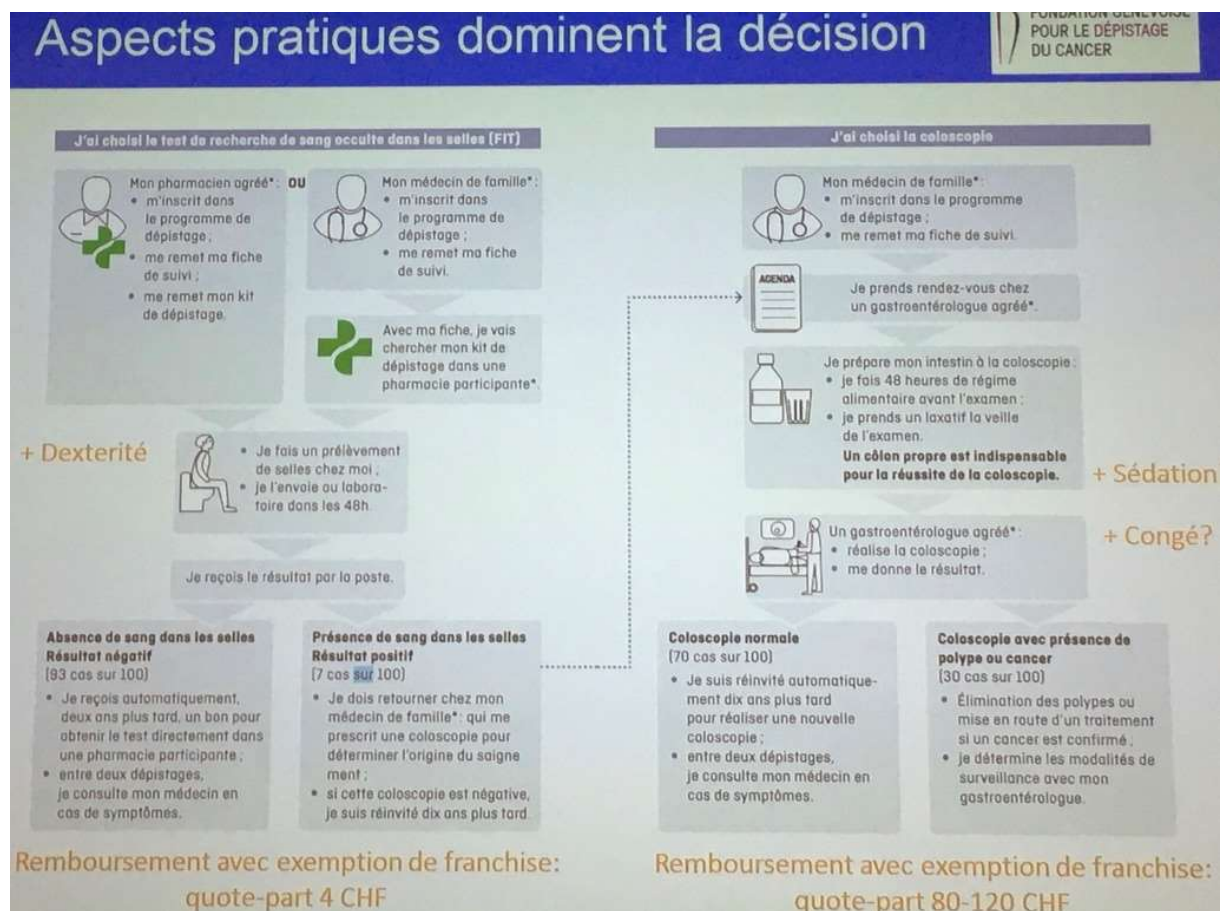 Aspects pratiques dominent la décision
FONDATION GENEVOISE
POUR LE DÉPISTAGE
DU CANCER
J'ai choisi le test de recherche de sang occulte dans les selles (FIT)
Mon pharmacien agréé* :
• m'inscrit dans
le programme de
dépistage ;
• me remet ma fiche
de suivi ;
• me remet mon kit
de dépistage.
OU
Mon médecin de famille* :
• m'inscrit dans
le programme de
dépistage ;
• me remet ma fiche
de suivi.
Avec ma fiche, je vais
chercher mon kit de
dépistage dans une
pharmacie participante*.
+ Dexterité
• Je fais un prélèvement
de selles chez moi ;
• je l'envoie au labora-
toire dans les 48h.
Je reçois le résultat par la poste.
Absence de sang dans les selles
Résultat négatif
(93 cas sur 100)
• Je reçois automatiquement,
deux ans plus tard, un bon pour
obtenir le test directement dans
une pharmacie participante ;
• entre deux dépistages,
je consulte mon médecin en
cas de symptômes.
Présence de sang dans les selles
Résultat positif
(7 cas sur 100)
• Je dois retourner chez mon
médecin de famille* : qui me
prescrit une coloscopie pour
déterminer l'origine du saigne
ment ;
• si cette coloscopie est négative,
je suis réinvité dix ans plus tard.
Remboursement avec exemption de franchise:
quote-part 4 CHF
J'ai choisi la coloscopie
Mon médecin de famille* :
• m'inscrit dans le programme
de dépistage ;
• me remet ma fiche de suivi.
AGENDA
Je prends rendez-vous chez
un gastroentérologue agréé*.
Je prépare mon intestin à la coloscopie :
• je fais 48 heures de régime
alimentaire avant l'examen ;
• je prends un laxatif la veille
de l'examen.
Un côlon propre est indispensable
pour la réussite de la coloscopie.
+ Sédation
+ Congé?
Un gastroentérologue agréé* :
• réalise la coloscopie ;
• me donne le résultat.
Coloscopie normale
(70 cas sur 100)
• Je suis réinvité automatique-
ment dix ans plus tard
pour réaliser une nouvelle
coloscopie ;
• entre deux dépistages,
je consulte mon médecin en
cas de symptômes.
Coloscopie avec présence de
polype ou cancer
(30 cas sur 100)
• Élimination des polypes ou
mise en route d'un traitement
si un cancer est confirmé ;
• je détermine les modalités de
surveillance avec mon
gastroentérologue.
Remboursement avec exemption de franchise:
quote-part 80-120 CHF